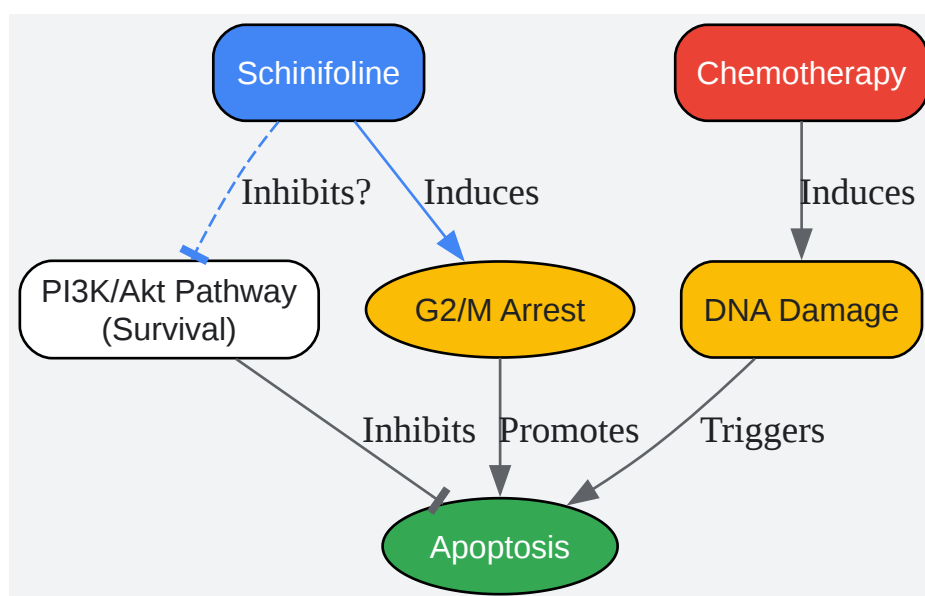 Schinifoline
Chemotherapy
Inhibits?
Induces
Induces
PI3K/Akt Pathway
(Survival)
G2/M Arrest
DNA Damage
Inhibits
Promotes
Triggers
Apoptosis